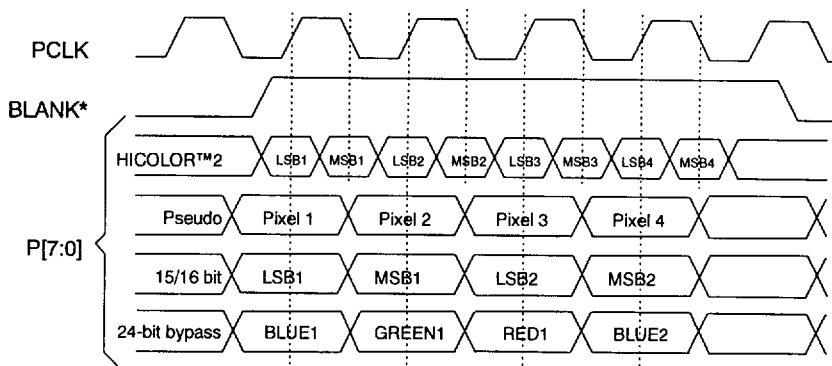 PCLK
BLANK*
HICOLOR™2 LSB1 MSB1 LSB2 MSB2 LSB3 MSB3 LSB4 MSB4
Pseudo Pixel 1 Pixel 2 Pixel 3 Pixel 4
P[7:0]
15/16 bit LSB1 MSB1 LSB2 MSB2
24-bit bypass BLUE1 GREEN1 RED1 BLUE2